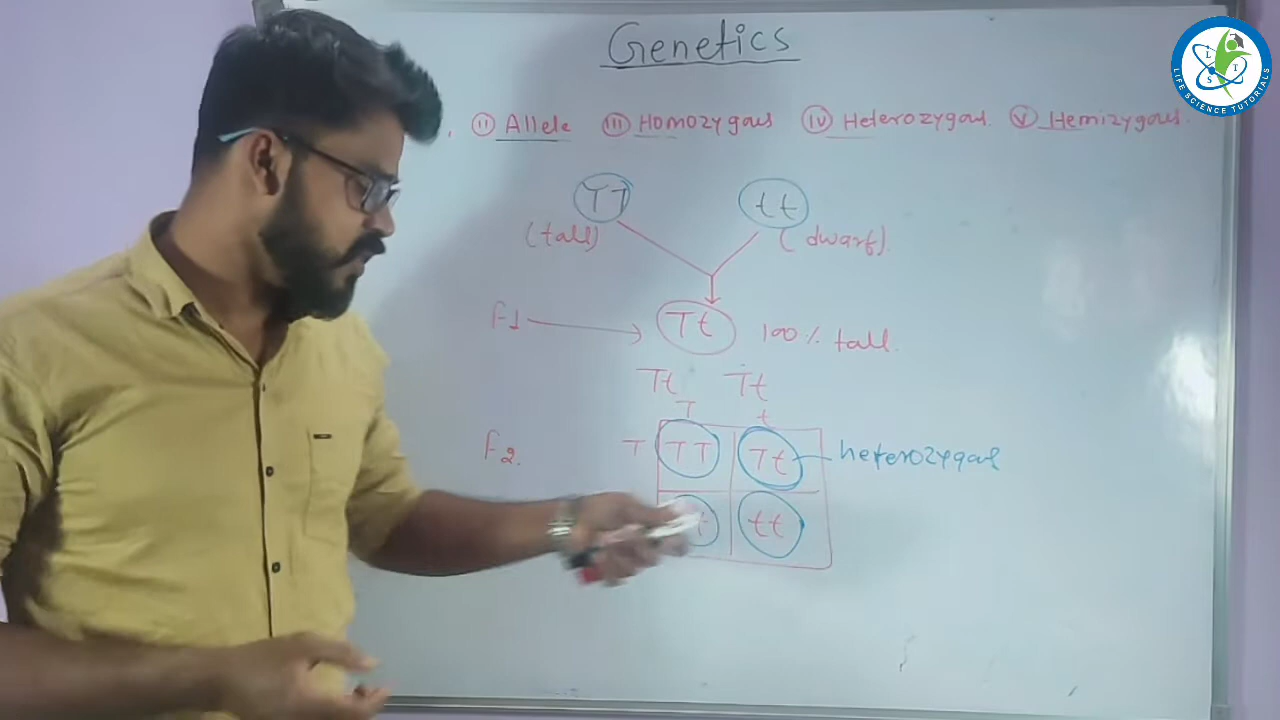 Genetics
LIFE SCIENCE TUTORIALS
L T S
(ii) Allele (iii) Homozygous (iv) Heterozygous. (v) Hemizygous.
TT tt
(tall) (dwarf).
F1 Tt 100% tall.
Tt Tt
T t
F2. T TT Tt heterozygous
t tt